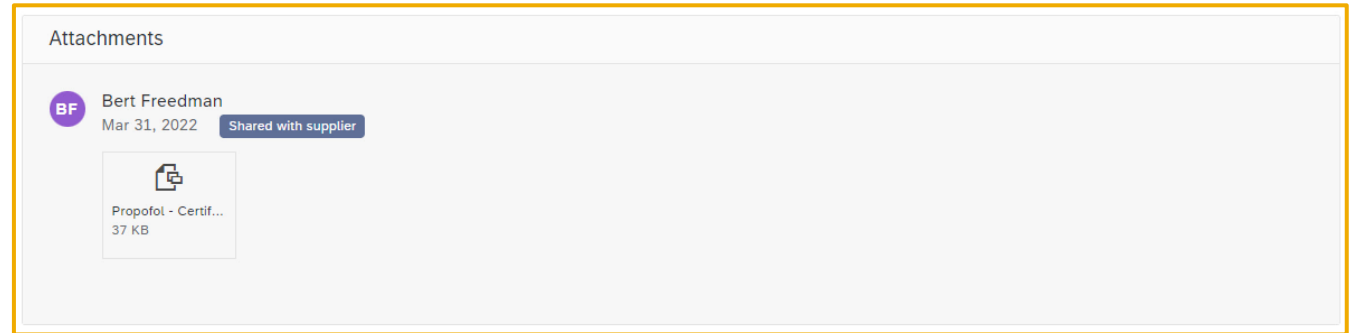 Attachments
BF
Bert Freedman
Mar 31, 2022 Shared with supplier
Propofol - Certif...
37 KB